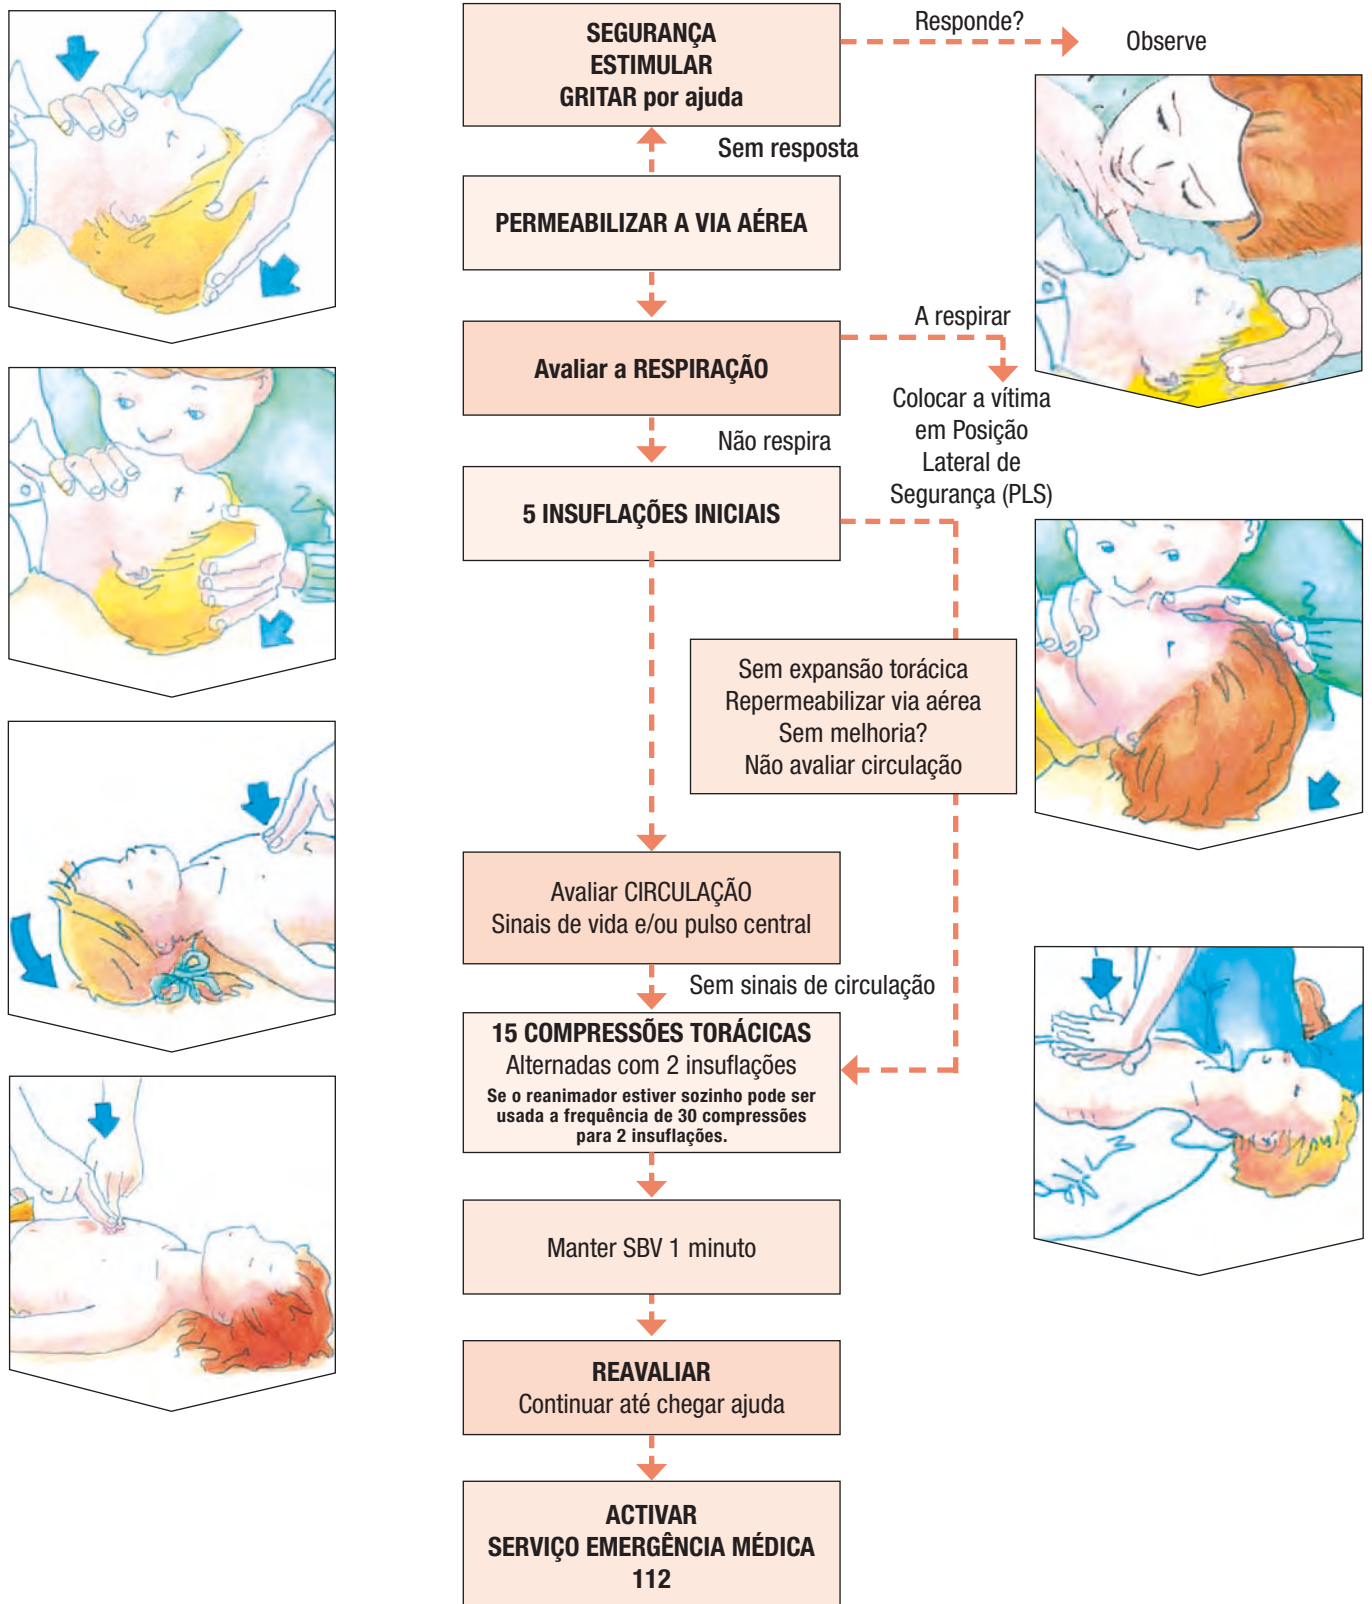 SEGURANÇA
ESTIMULAR
GRITAR por ajuda
Responde?
Observe
Sem resposta
PERMEABILIZAR A VIA AÉREA
Avaliar a RESPIRAÇÃO
A respirar
Colocar a vítima
em Posição
Lateral de
Segurança (PLS)
Não respira
5 INSUFLAÇÕES INICIAIS
Sem expansão torácica
Repermeabilizar via aérea
Sem melhoria?
Não avaliar circulação
Avaliar CIRCULAÇÃO
Sinais de vida e/ou pulso central
Sem sinais de circulação
15 COMPRESSÕES TORÁCICAS
Alternadas com 2 insuflações
Se o reanimador estiver sozinho pode ser
usada a frequência de 30 compressões
para 2 insuflações.
Manter SBV 1 minuto
REAVALIAR
Continuar até chegar ajuda
ACTIVAR
SERVIÇO EMERGÊNCIA MÉDICA
112